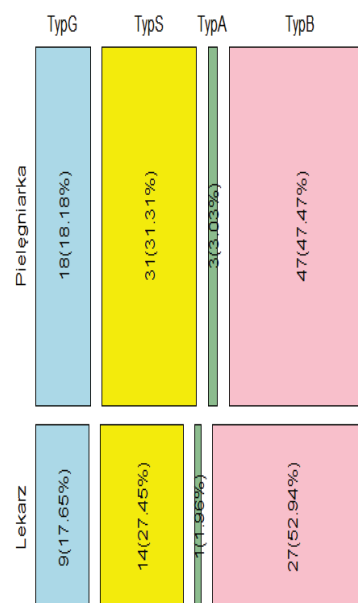 TypG TypS TypA TypB
Pielęgniarka
18(18.18%)
31(31.31%)
3(3.03%)
47(47.47%)
Lekarz
9(17.65%)
14(27.45%)
1(1.96%)
27(52.94%)